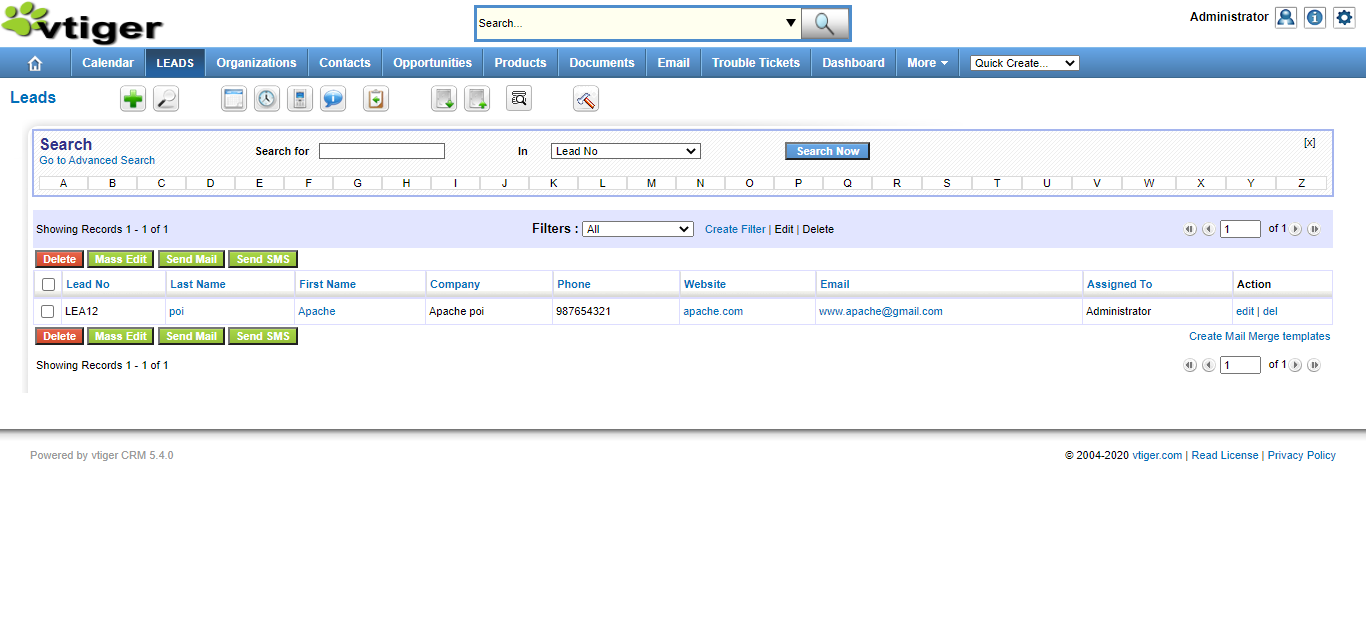 vtiger
Search...
Administrator
Calendar LEADS Organizations Contacts Opportunities Products Documents Email Trouble Tickets Dashboard More Quick Create...
Leads
Search
Go to Advanced Search
Search for In Lead No Search Now [x]
A B C D E F G H I J K L M N O P Q R S T U V W X Y Z
Showing Records 1 - 1 of 1 Filters : All Create Filter | Edit | Delete 1 of 1
Delete Mass Edit Send Mail Send SMS
Lead No Last Name First Name Company Phone Website Email Assigned To Action
LEA12 poi Apache Apache poi 987654321 apache.com www.apache@gmail.com Administrator edit | del
Delete Mass Edit Send Mail Send SMS Create Mail Merge templates
Showing Records 1 - 1 of 1 1 of 1
Powered by vtiger CRM 5.4.0 © 2004-2020 vtiger.com | Read License | Privacy Policy